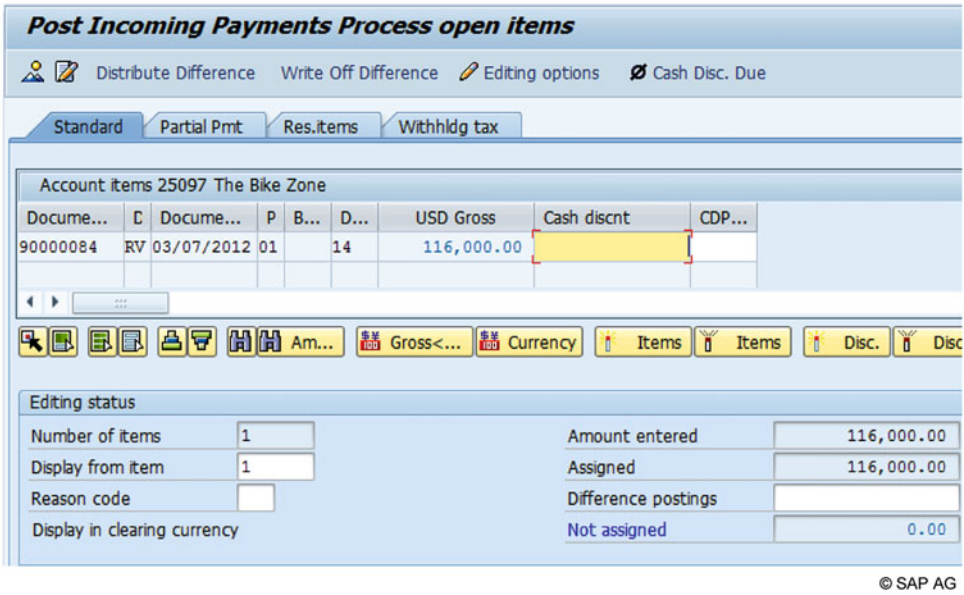 Post Incoming Payments Process open items
Distribute Difference Write Off Difference Editing options Cash Disc. Due
Standard Partial Pmt Res.items Withhldg tax
Account items 25097 The Bike Zone
Docume... D Docume... P B... D... USD Gross Cash discnt CDP...
90000084 RV 03/07/2012 01 14 116,000.00
Am... Gross<... Currency Items Items Disc. Disc
Editing status
Number of items 1 Amount entered 116,000.00
Display from item 1 Assigned 116,000.00
Reason code Difference postings
Display in clearing currency Not assigned 0.00
© SAP AG